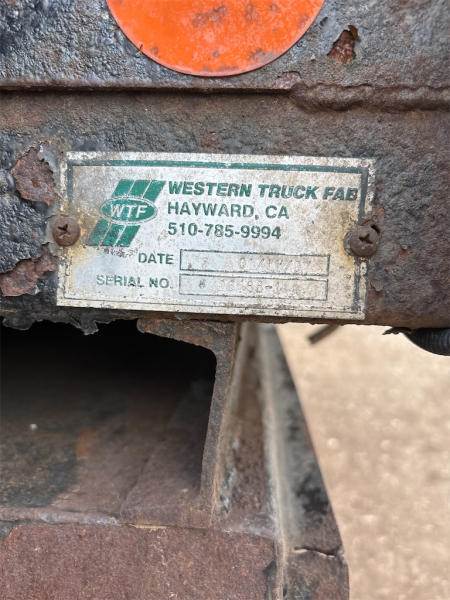 WTF
WESTERN TRUCK FAB
HAYWARD, CA
510-785-9994
DATE
SERIAL NO.